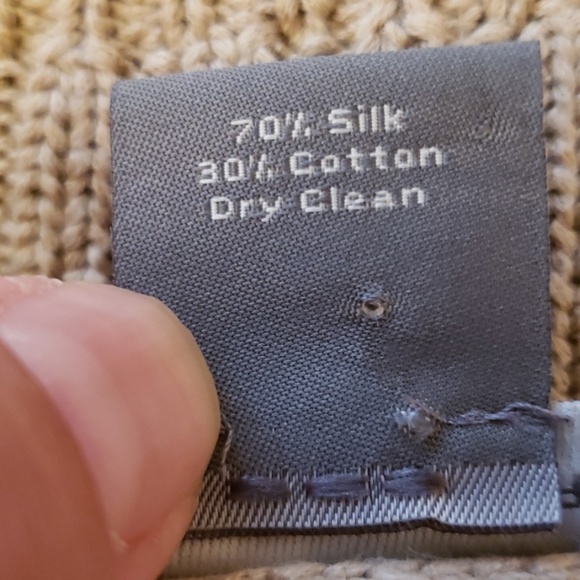 70% Silk
30% Cotton
Dry Clean